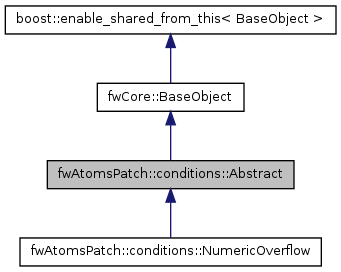 boost::enable_shared_from_this< BaseObject >
fwCore::BaseObject
fwAtomsPatch::conditions::Abstract
fwAtomsPatch::conditions::NumericOverflow